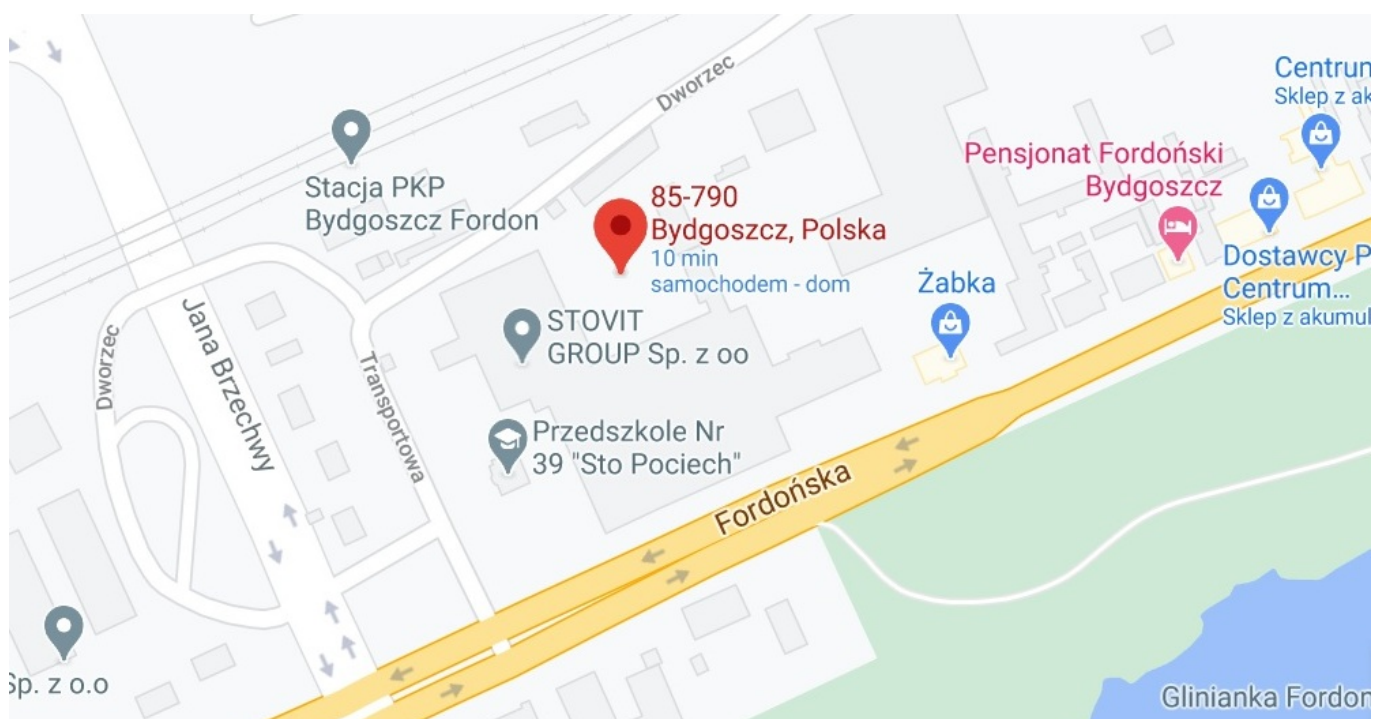 Dworzec
Centrum
Sklep z ak
Stacja PKP
Bydgoszcz Fordon
85-790
Bydgoszcz, Polska
10 min
samochodem - dom
Pensjonat Fordoński
Bydgoszcz
Dostawcy P
Centrum...
Sklep z akumul
Żabka
STOVIT
GROUP Sp. z oo
Jana Brzechwy
Dworzec
Transportowa
Przedszkole Nr
39 "Sto Pociech"
Fordońska
Sp. z o.o
Glinianka Fordon